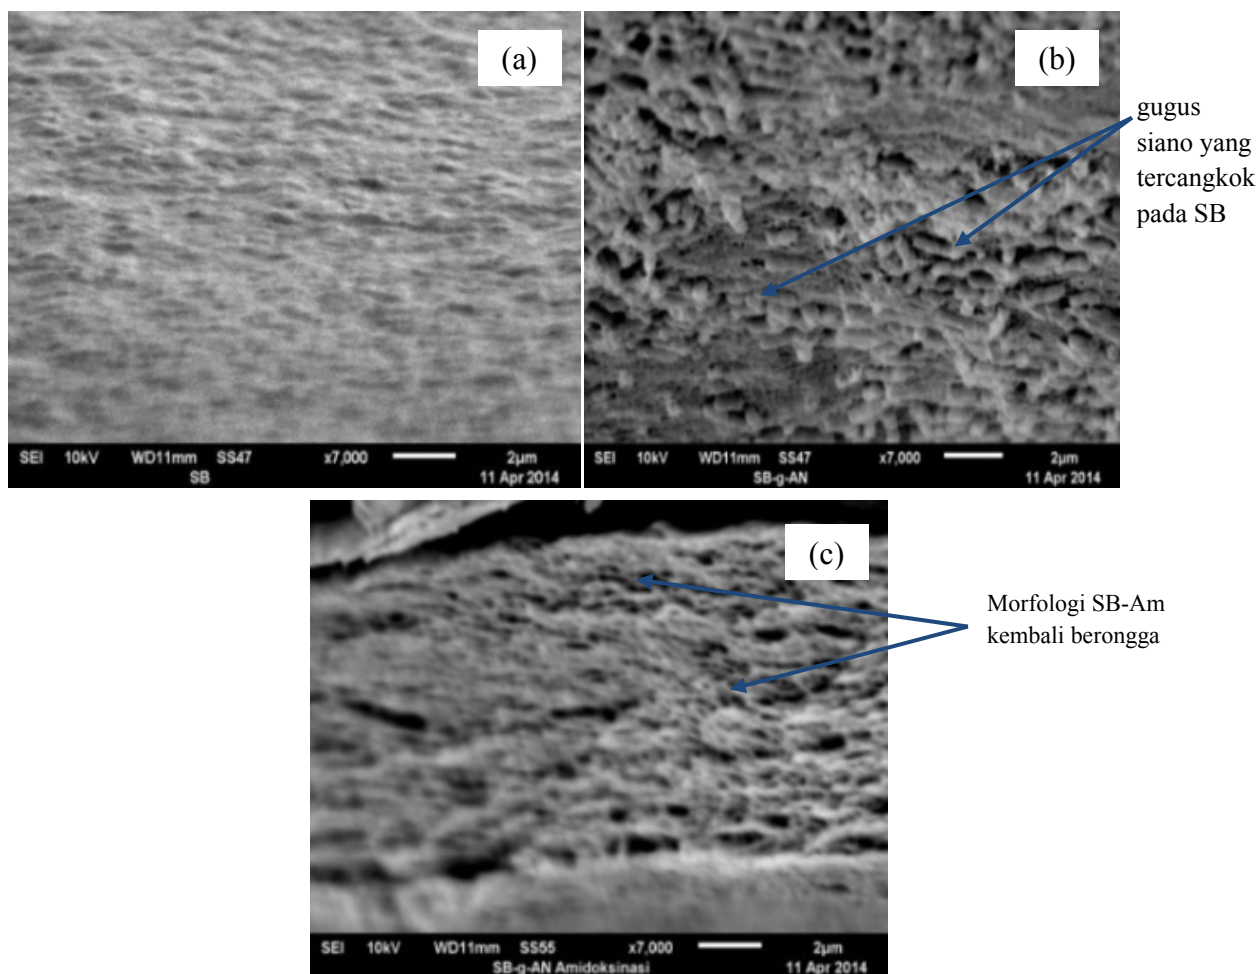 (a)
SEI 10kV WD11mm SS47 x7,000 2µm
SB 11 Apr 2014
(b)
gugus
siano yang
tercangkok
pada SB
SEI 10kV WD11mm SS47 x7,000 2µm
SB-g-AN 11 Apr 2014
(c)
Morfologi SB-Am
kembali berongga
SEI 10kV WD11mm SS55 x7,000 2µm
SB-g-AN Amidoksinasi 11 Apr 2014